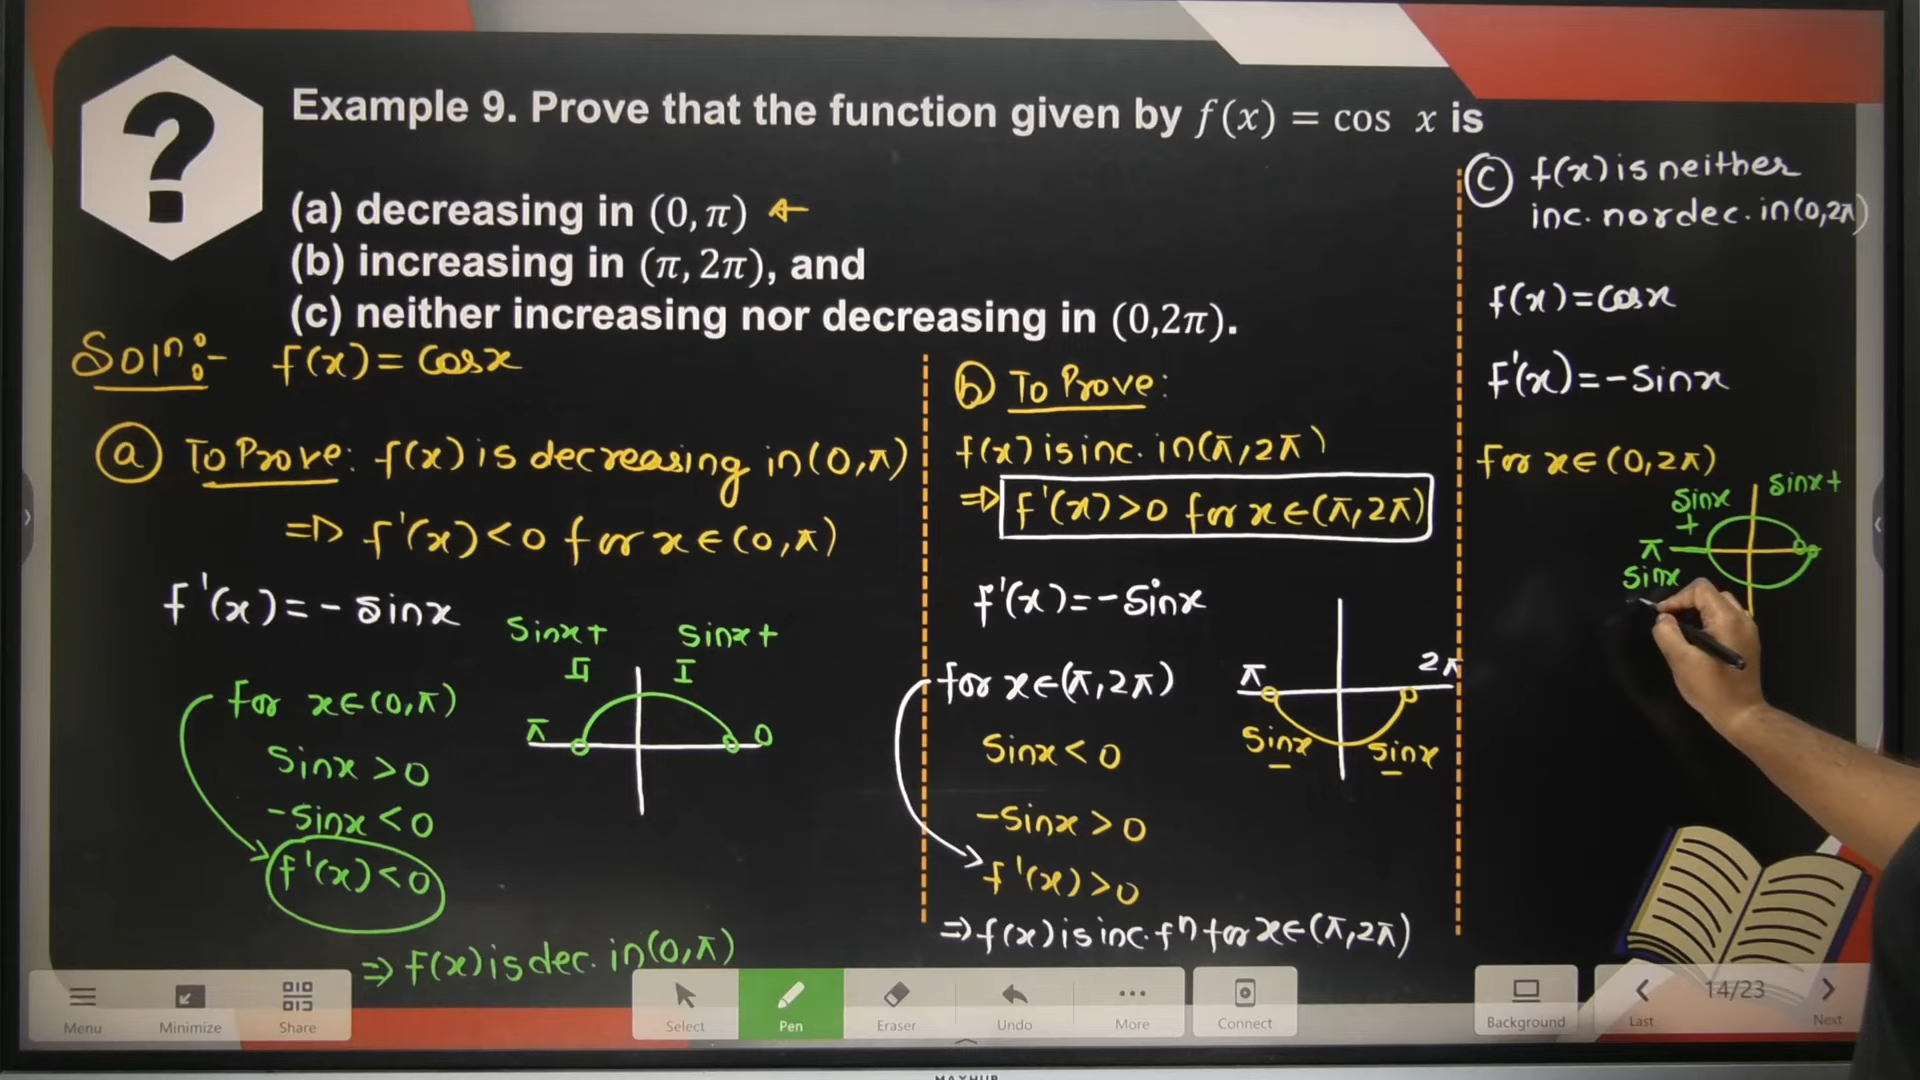 ?
Example 9. Prove that the function given by f(x) = cos x is
(a) decreasing in (0, π) ←
(b) increasing in (π, 2π), and
(c) neither increasing nor decreasing in (0,2π).
Solⁿ:- f(x) = cosx
(a) To Prove: f(x) is decreasing in (0,π)
=> f'(x) < 0 for x ∈ (0,π)
f'(x) = - sinx
sinx+ sinx+
II I
π 0
for x ∈ (0,π)
sinx > 0
-sinx < 0
f'(x) < 0
⇒ f(x) is dec. in (0,π)
(b) To Prove:
f(x) is inc. in (π,2π)
=> f'(x) > 0 for x ∈ (π,2π)
f'(x) = -sinx
for x ∈ (π,2π)
π 2π
sinx sinx
- -
sinx < 0
-sinx > 0
f'(x) > 0
⇒ f(x) is inc. fⁿ for x ∈ (π,2π)
(c) f(x) is neither
inc. nor dec. in (0,2π)
f(x) = cosx
f'(x) = -sinx
for x ∈ (0,2π)
sinx sinx+
+
π
sinx
-
Menu
Minimize
Share
Select
Pen
Eraser
Undo
More
Connect
Background
Last
14/23
Next
MAXHUB